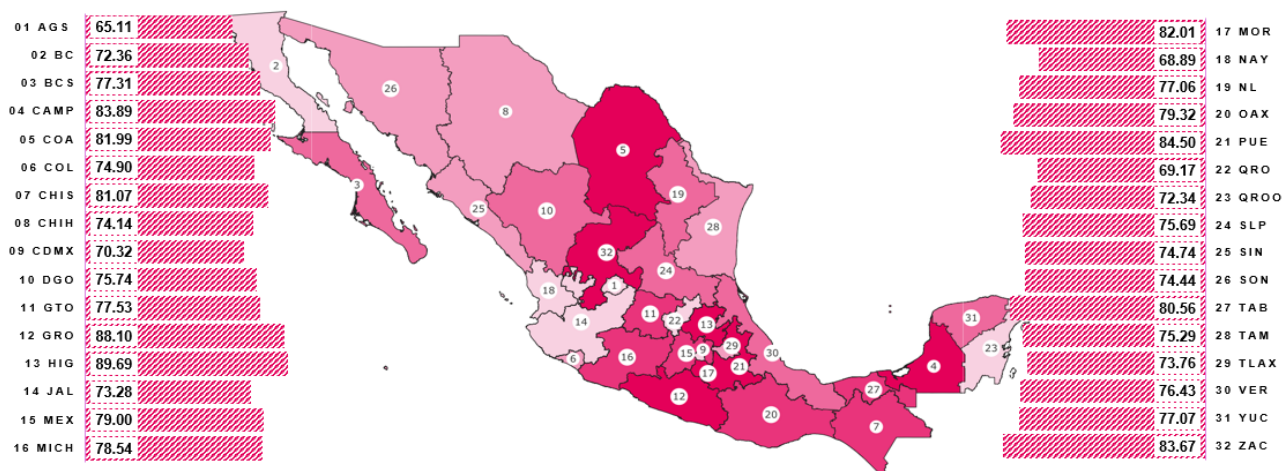 01 AGS 65.11
02 BC 72.36
03 BCS 77.31
04 CAMP 83.89
05 COA 81.99
06 COL 74.90
07 CHIS 81.07
08 CHIH 74.14
09 CDMX 70.32
10 DGO 75.74
11 GTO 77.53
12 GRO 88.10
13 HIG 89.69
14 JAL 73.28
15 MEX 79.00
16 MICH 78.54
2
26
8
5
3
19
25
10
28
32
24
18
1
14
11
22
13
31
6
16
15
9
29
30
23
17
21
4
12
20
27
7
82.01 17 MOR
68.89 18 NAY
77.06 19 NL
79.32 20 OAX
84.50 21 PUE
69.17 22 QRO
72.34 23 QROO
75.69 24 SLP
74.74 25 SIN
74.44 26 SON
80.56 27 TAB
75.29 28 TAM
73.76 29 TLAX
76.43 30 VER
77.07 31 YUC
83.67 32 ZAC